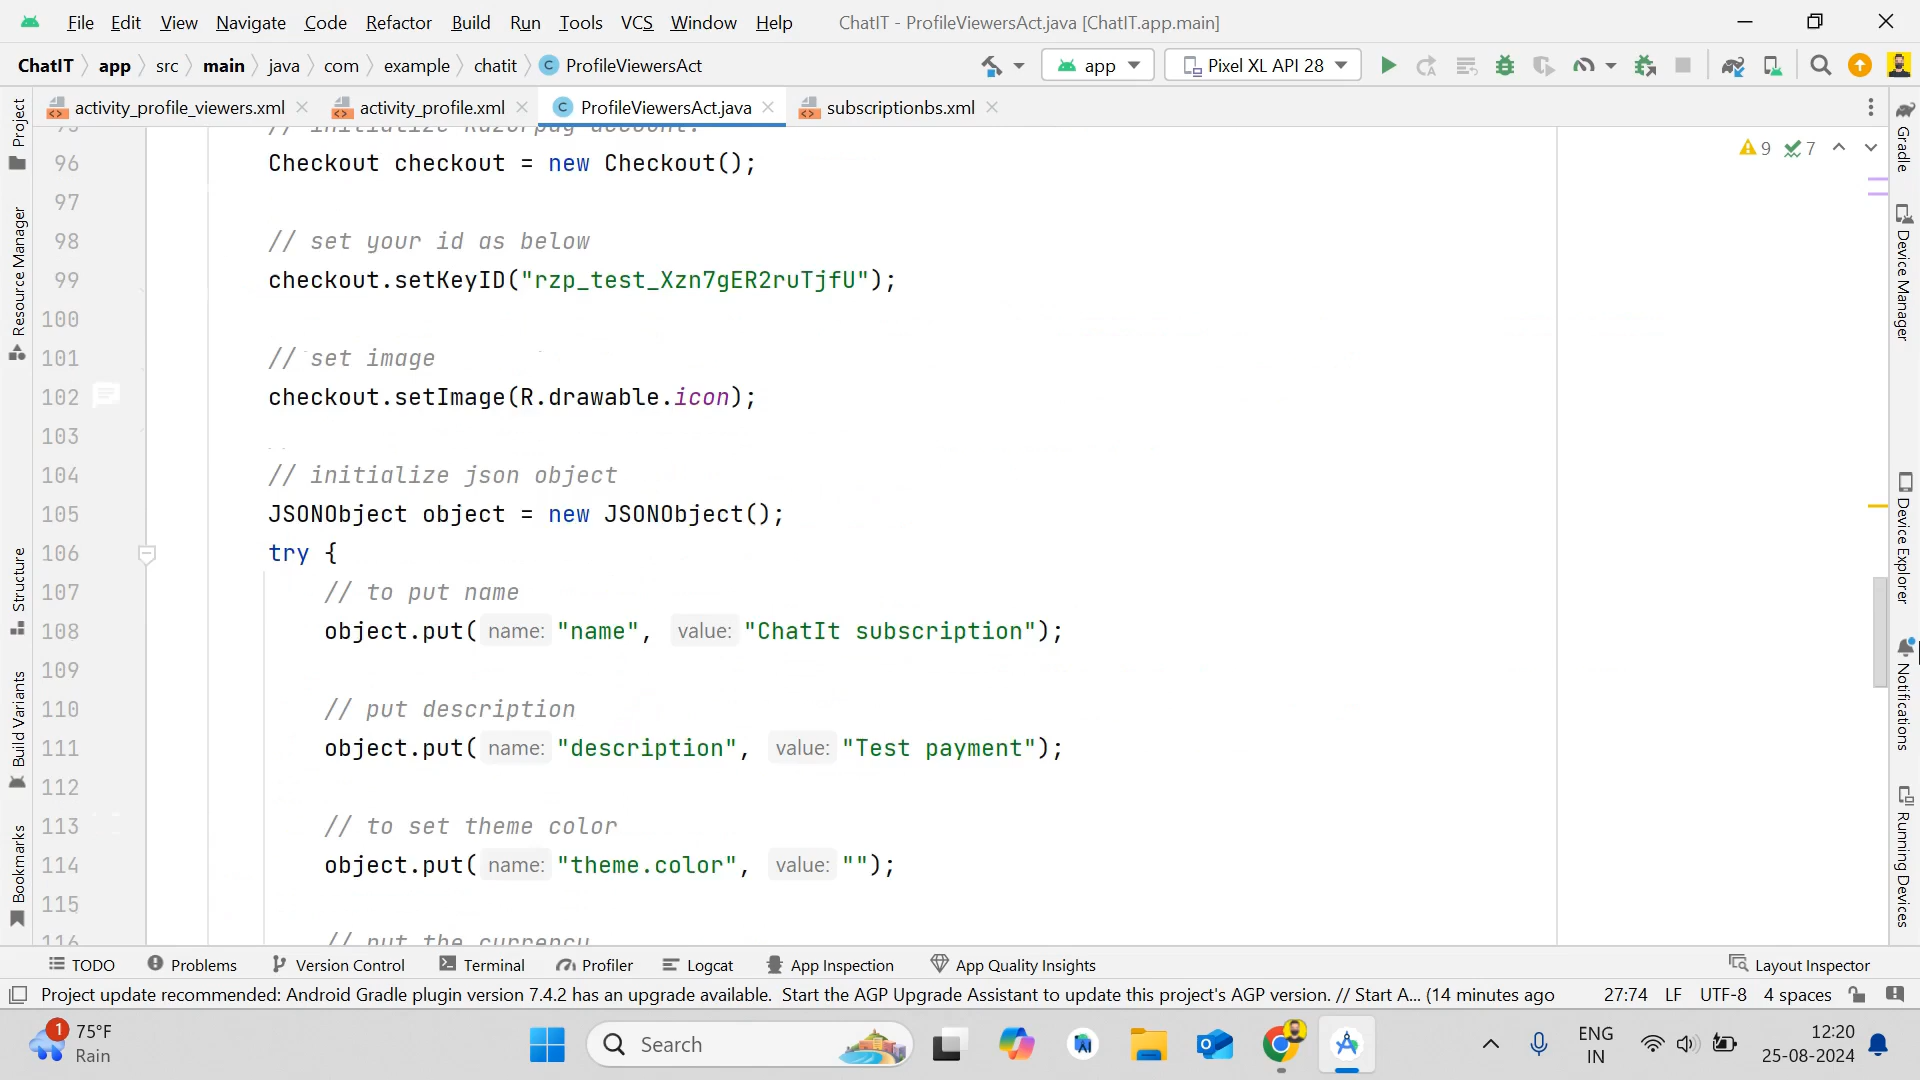 File Edit View Navigate Code Refactor Build Run Tools VCS Window Help ChatIT - ProfileViewersAct.java [ChatIT.app.main]
ChatIT app src main java com example chatit ProfileViewersAct app Pixel XL API 28
activity_profile_viewers.xml activity_profile.xml ProfileViewersAct.java subscriptionbs.xml
95 // initialize Razorpay account.
96 Checkout checkout = new Checkout();
9 7
97
98 // set your id as below
99 checkout.setKeyID("rzp_test_Xzn7gER2ruTjfU");
100
101 // set image
102 checkout.setImage(R.drawable.icon);
103
104 // initialize json object
105 JSONObject object = new JSONObject();
106 try {
107 // to put name
108 object.put( name: "name", value: "ChatIt subscription");
109
110 // put description
111 object.put( name: "description", value: "Test payment");
112
113 // to set theme color
114 object.put( name: "theme.color", value: "");
115
116 // put the currency
Project
Resource Manager
Structure
Build Variants
Bookmarks
Gradle
Device Manager
Device Explorer
Notifications
Running Devices
TODO Problems Version Control Terminal Profiler Logcat App Inspection App Quality Insights Layout Inspector
Project update recommended: Android Gradle plugin version 7.4.2 has an upgrade available. Start the AGP Upgrade Assistant to update this project's AGP version. // Start A... (14 minutes ago 27:74 LF UTF-8 4 spaces
1 75°F
Rain
Search
AI
ENG
IN
12:20
25-08-2024